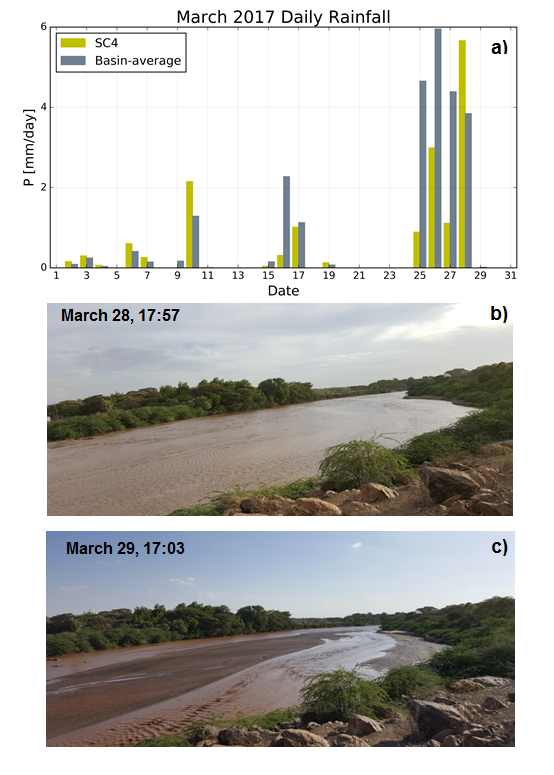 March 2017 Daily Rainfall
a)
SC4
Basin-average
P [mm/day]
6
4
2
0
1 3 5 7 9 11 13 15 17 19 21 23 25 27 29 31
Date
March 28, 17:57
b)
March 29, 17:03
c)